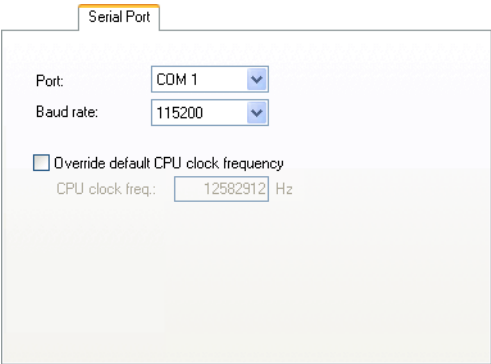 Serial Port
Port: COM 1
Baud rate: 115200
Override default CPU clock frequency
CPU clock freq.: 12582912 Hz